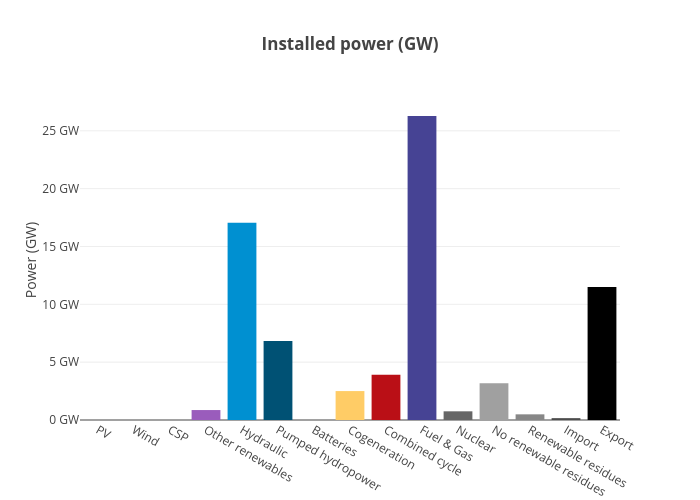 Installed power (GW)
Power (GW)
25 GW
20 GW
15 GW
10 GW
5 GW
0 GW
PV
Wind
CSP
Other renewables
Hydraulic
Pumped hydropower
Batteries
Cogeneration
Combined cycle
Fuel & Gas
Nuclear
No renewable residues
Renewable residues
Import
Export